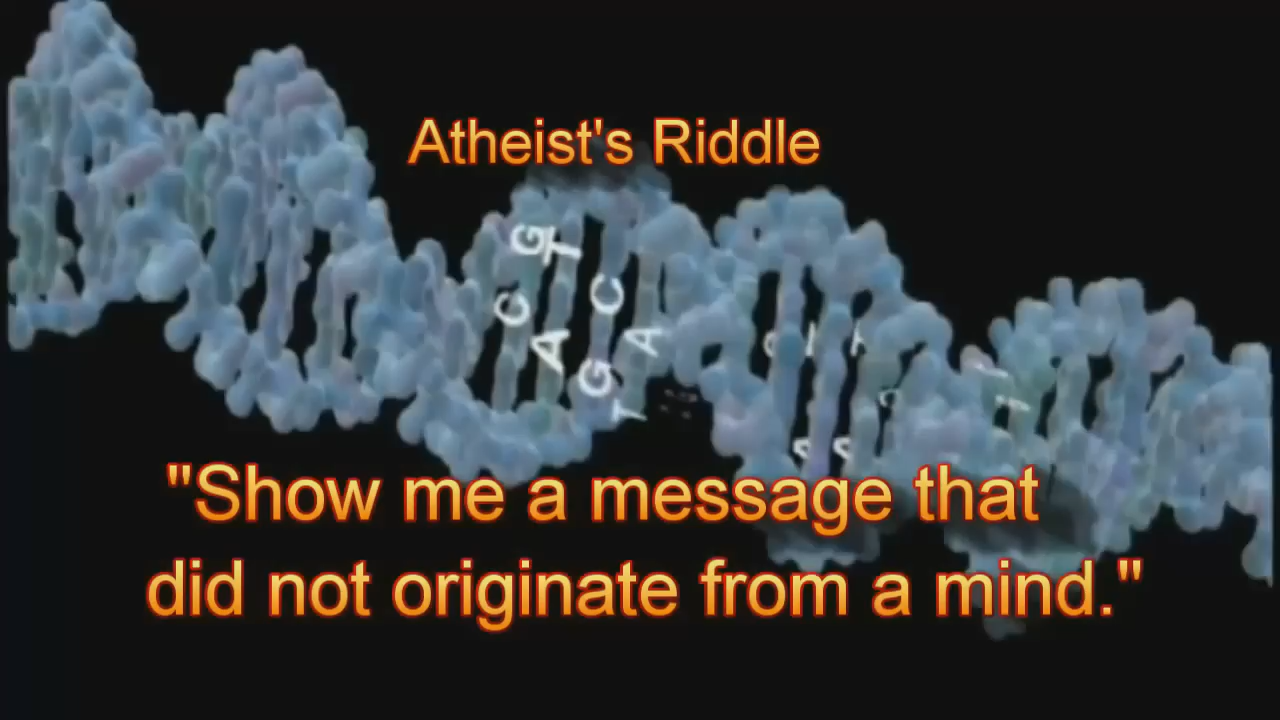 Atheist's Riddle
G T
C C
A A
G
T
A A
"Show me a message that
did not originate from a mind."